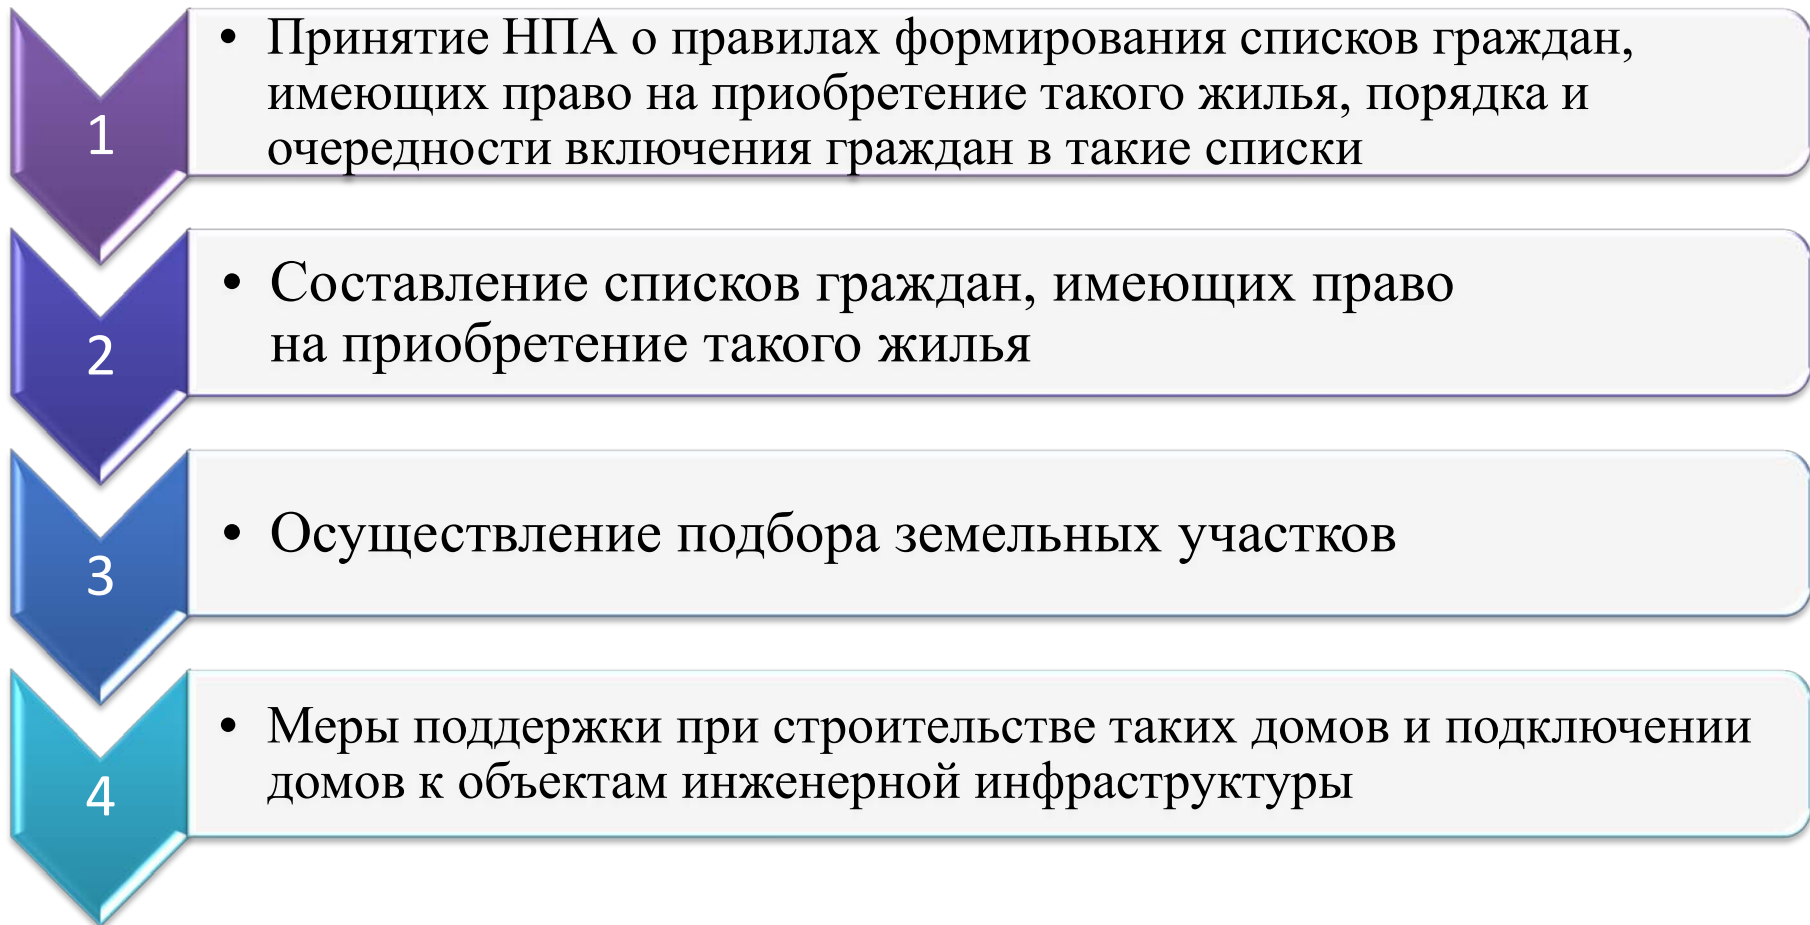 1
• Принятие НПА о правилах формирования списков граждан,
имеющих право на приобретение такого жилья, порядка и
очередности включения граждан в такие списки
2
• Составление списков граждан, имеющих право
на приобретение такого жилья
3
• Осуществление подбора земельных участков
4
• Меры поддержки при строительстве таких домов и подключении
домов к объектам инженерной инфраструктуры